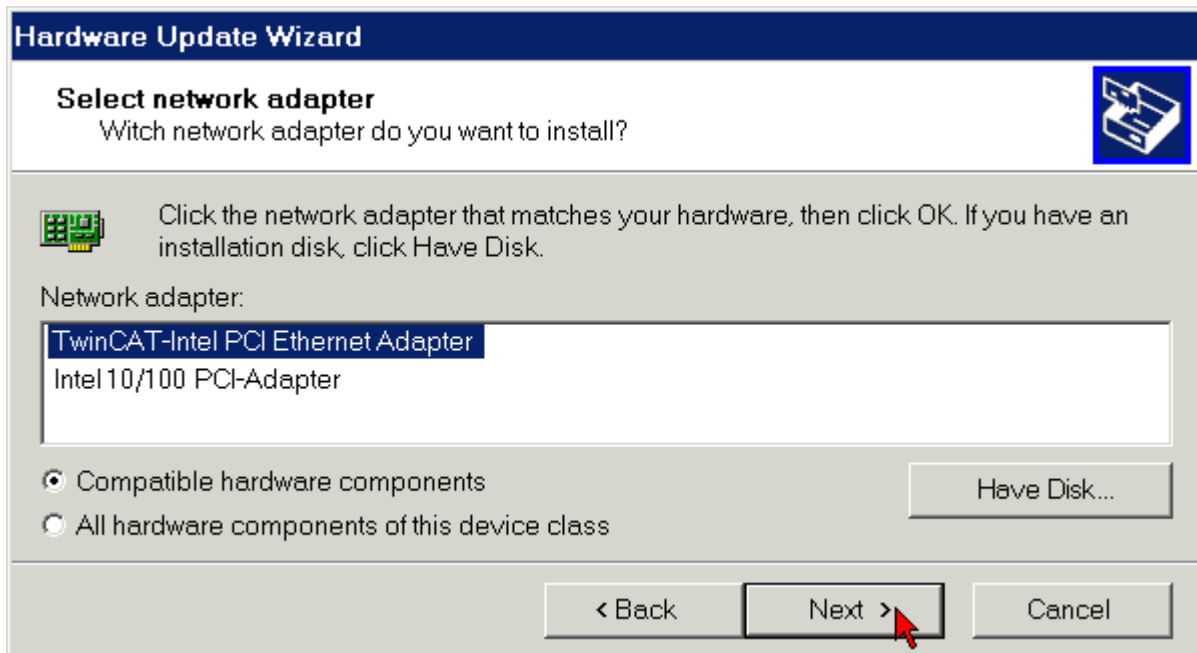 Hardware Update Wizard
Select network adapter
Witch network adapter do you want to install?
Click the network adapter that matches your hardware, then click OK. If you have an
installation disk, click Have Disk.
Network adapter:
TwinCAT-Intel PCI Ethernet Adapter
Intel 10/100 PCI-Adapter
Compatible hardware components
Have Disk...
All hardware components of this device class
< Back
Next >
Cancel